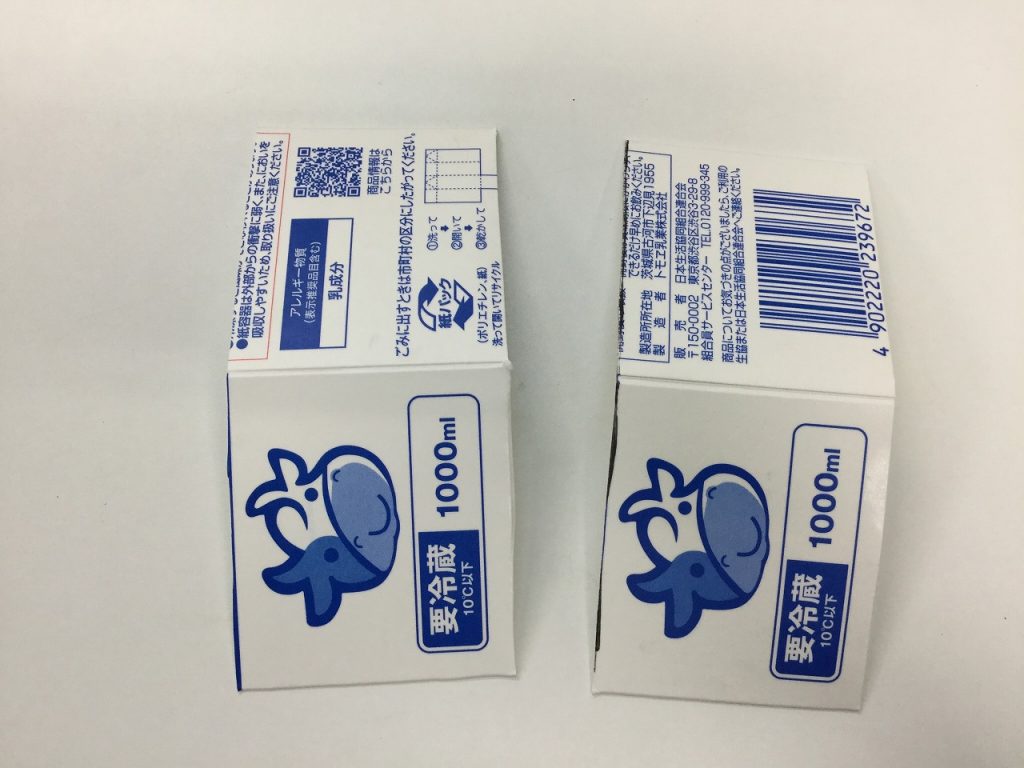 ●紙容器は外部からの衝撃に弱く、また、においを
吸収しやすいため、取り扱いにご注意ください。
アレルギー物質
(表示推奨品目含む)
乳成分
商品情報は
こちらから
ごみに出すときは市町村の区分にしたがってください。
紙パック
(ポリエチレン、紙)
洗って開いてリサイクル
①洗って
②開いて
③乾かして
要冷蔵
10℃以下
1000ml
できるだけ早めにお飲みください。
製造所所在地 茨城県古河市下辺見1955
製造者 トモヱ乳業株式会社
販売者 日本生活協同組合連合会
〒150-0002 東京都渋谷区渋谷3-29-8
組合員サービスセンター TEL0120-999-345
商品についてお気づきの点がございましたら、ご利用の
生協または日本生活協同組合連合会へご連絡ください。
4 902220 239672
要冷蔵
10℃以下
1000ml